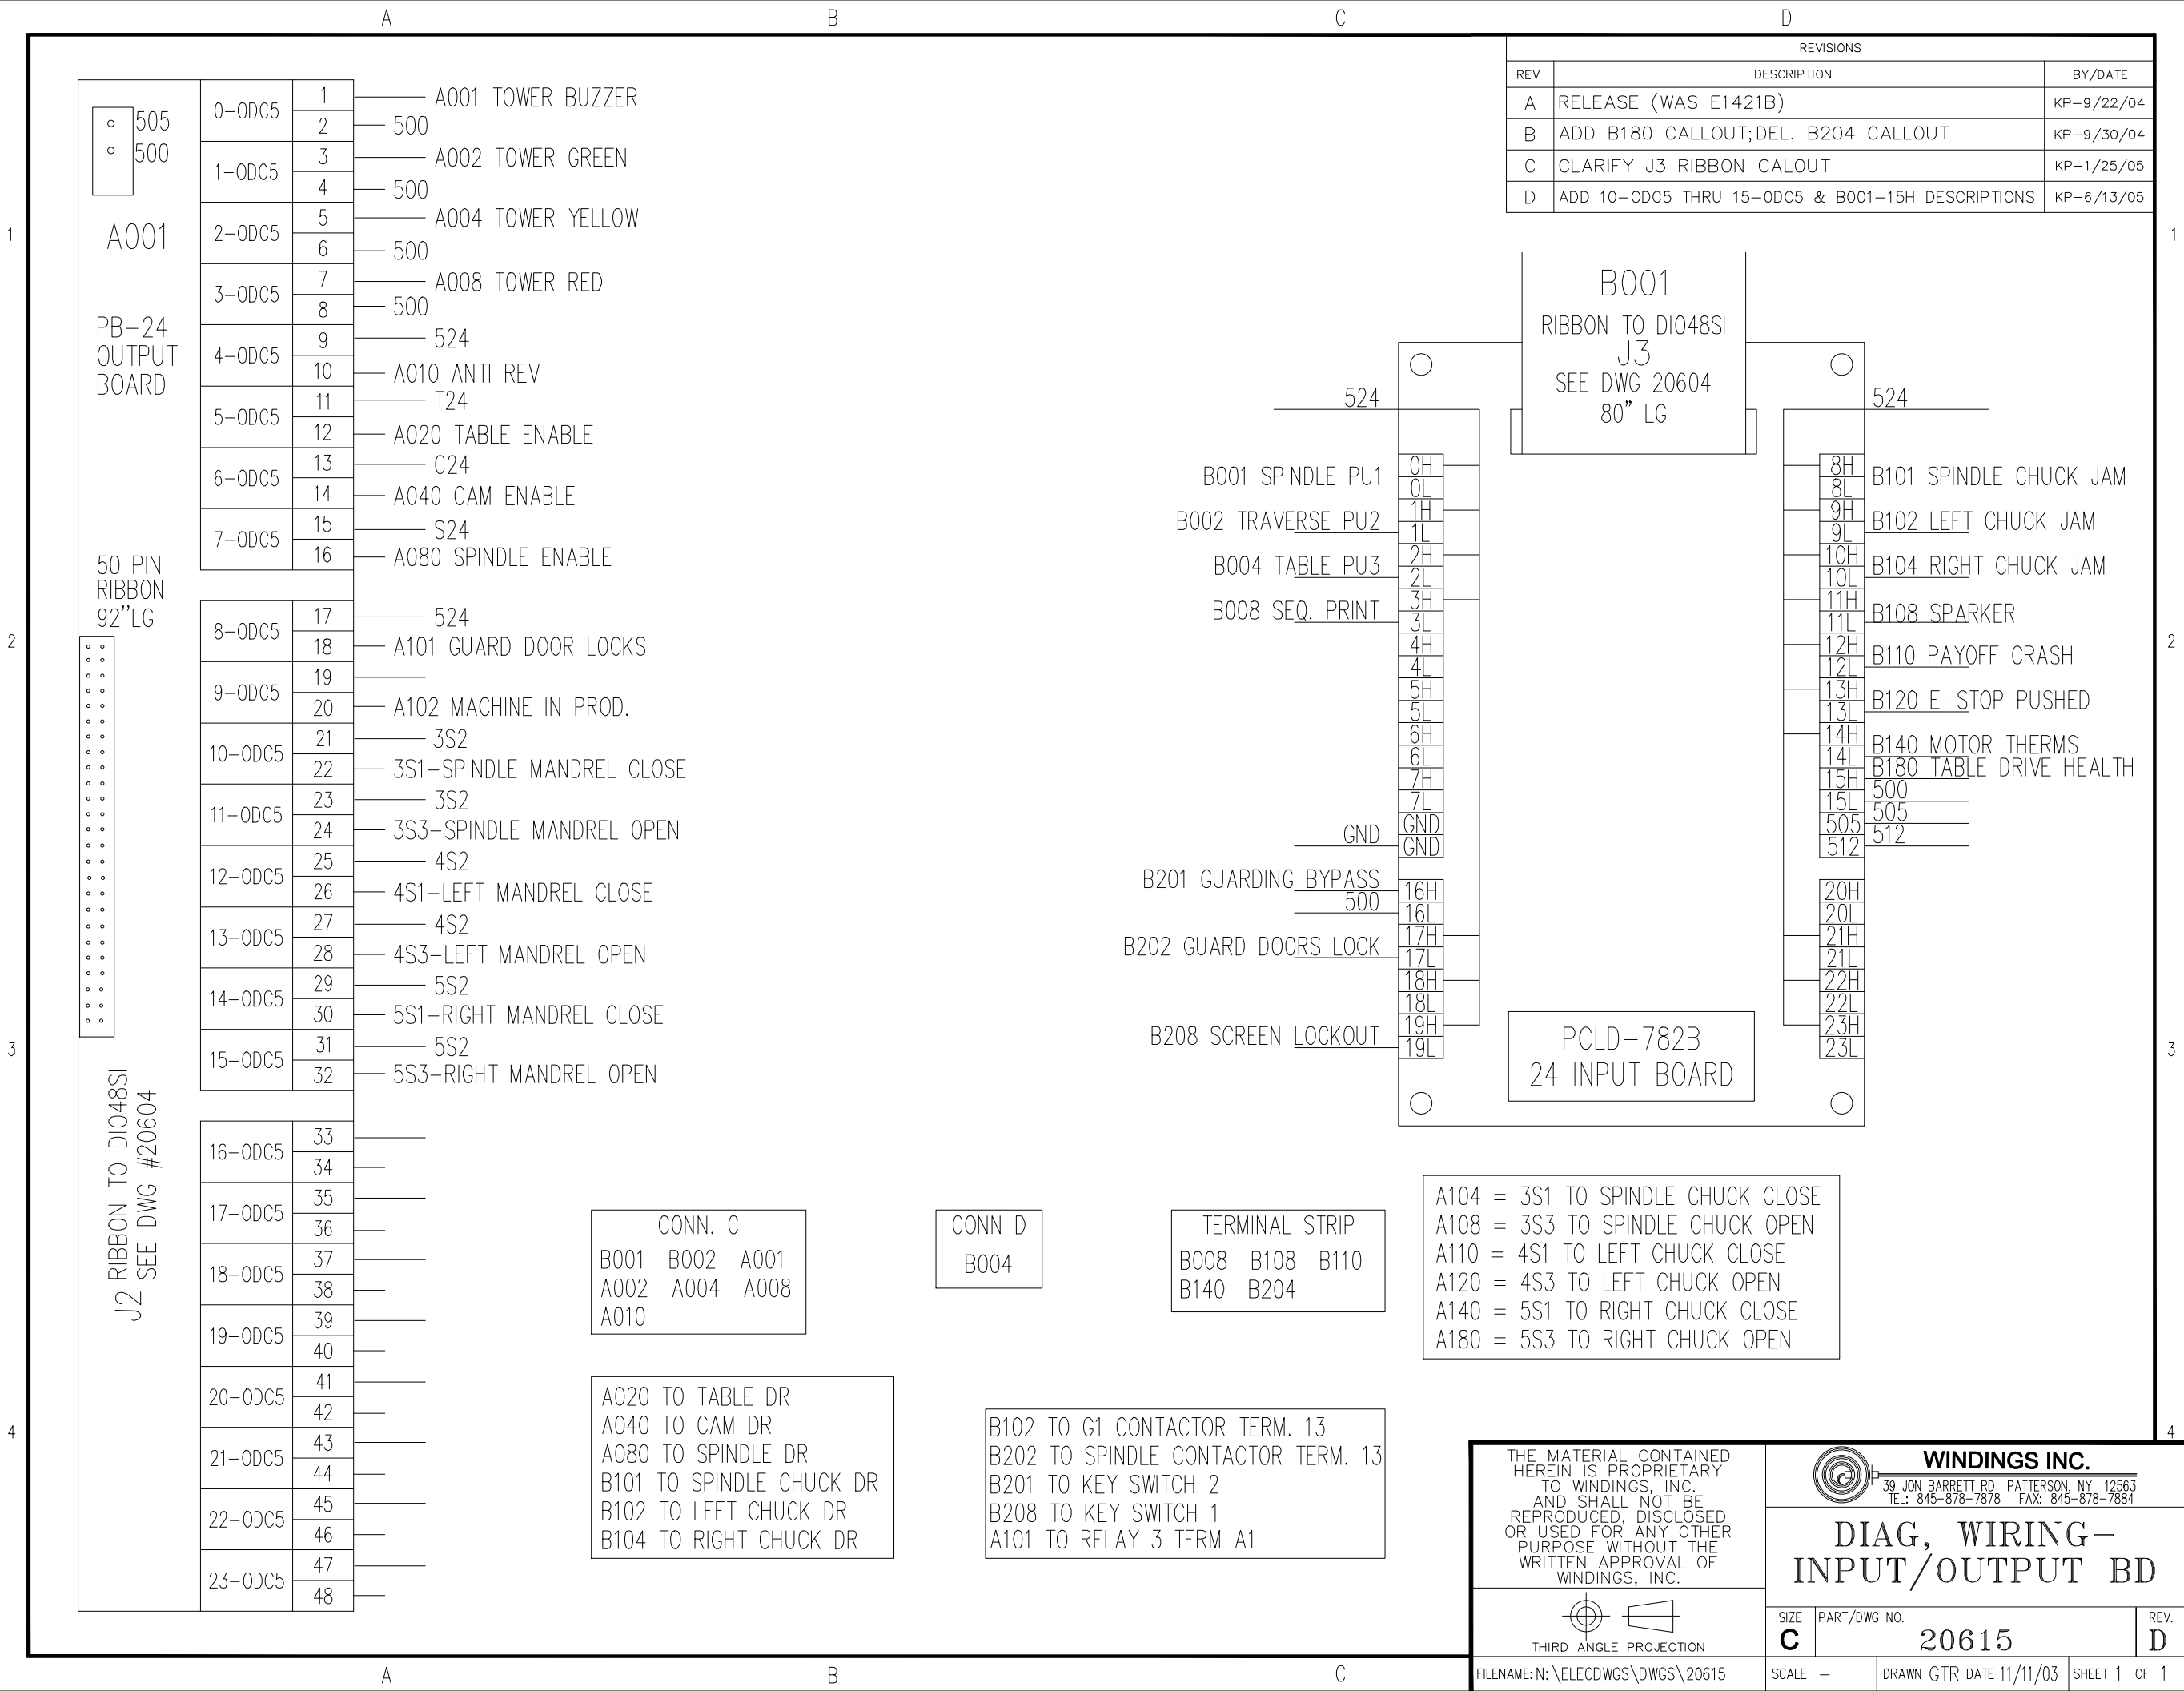 A B C D
REVISIONS
REV DESCRIPTION BY/DATE
A RELEASE (WAS E1421B) KP-9/22/04
B ADD B180 CALLOUT;DEL. B204 CALLOUT KP-9/30/04
C CLARIFY J3 RIBBON CALOUT KP-1/25/05
D ADD 10-ODC5 THRU 15-ODC5 & B001-15H DESCRIPTIONS KP-6/13/05
1
2
3
4
505
500
A001
PB-24
OUTPUT
BOARD
50 PIN
RIBBON
92"LG
J2 RIBBON TO DIO48SI
SEE DWG #20604
0-ODC5
1 A001 TOWER BUZZER
2 500
1-ODC5
3 A002 TOWER GREEN
4 500
2-ODC5
5 A004 TOWER YELLOW
6 500
3-ODC5
7 A008 TOWER RED
8 500
4-ODC5
9 524
10 A010 ANTI REV
5-ODC5
11 T24
12 A020 TABLE ENABLE
6-ODC5
13 C24
14 A040 CAM ENABLE
7-ODC5
15 S24
16 A080 SPINDLE ENABLE
8-ODC5
17 524
18 A101 GUARD DOOR LOCKS
9-ODC5
19
20 A102 MACHINE IN PROD.
10-ODC5
21 3S2
22 3S1-SPINDLE MANDREL CLOSE
11-ODC5
23 3S2
24 3S3-SPINDLE MANDREL OPEN
12-ODC5
25 4S2
26 4S1-LEFT MANDREL CLOSE
13-ODC5
27 4S2
28 4S3-LEFT MANDREL OPEN
14-ODC5
29 5S2
30 5S1-RIGHT MANDREL CLOSE
15-ODC5
31 5S2
32 5S3-RIGHT MANDREL OPEN
16-ODC5
33
34
17-ODC5
35
36
18-ODC5
37
38
19-ODC5
39
40
20-ODC5
41
42
21-ODC5
43
44
22-ODC5
45
46
23-ODC5
47
48
B001
RIBBON TO DIO48SI
J3
SEE DWG 20604
80" LG
524
0H
B001 SPINDLE PU1 0L
1H
B002 TRAVERSE PU2 1L
2H
B004 TABLE PU3 2L
3H
B008 SEQ. PRINT 3L
4H
4L
5H
5L
6H
6L
7H
7L
GND
GND GND
B201 GUARDING BYPASS 16H
500 16L
17H
B202 GUARD DOORS LOCK 17L
18H
18L
19H
B208 SCREEN LOCKOUT 19L
524
8H
8L B101 SPINDLE CHUCK JAM
9H
9L B102 LEFT CHUCK JAM
10H
10L B104 RIGHT CHUCK JAM
11H
11L B108 SPARKER
12H
12L B110 PAYOFF CRASH
13H
13L B120 E-STOP PUSHED
14H
14L B140 MOTOR THERMS
15H B180 TABLE DRIVE HEALTH
15L 500
505 505
512 512
20H
20L
21H
21L
22H
22L
23H
23L
PCLD-782B
24 INPUT BOARD
CONN. C
B001 B002 A001
A002 A004 A008
A010
CONN D
B004
TERMINAL STRIP
B008 B108 B110
B140 B204
A104 = 3S1 TO SPINDLE CHUCK CLOSE
A108 = 3S3 TO SPINDLE CHUCK OPEN
A110 = 4S1 TO LEFT CHUCK CLOSE
A120 = 4S3 TO LEFT CHUCK OPEN
A140 = 5S1 TO RIGHT CHUCK CLOSE
A180 = 5S3 TO RIGHT CHUCK OPEN
A020 TO TABLE DR
A040 TO CAM DR
A080 TO SPINDLE DR
B101 TO SPINDLE CHUCK DR
B102 TO LEFT CHUCK DR
B104 TO RIGHT CHUCK DR
B102 TO G1 CONTACTOR TERM. 13
B202 TO SPINDLE CONTACTOR TERM. 13
B201 TO KEY SWITCH 2
B208 TO KEY SWITCH 1
A101 TO RELAY 3 TERM A1
THE MATERIAL CONTAINED
HEREIN IS PROPRIETARY
TO WINDINGS, INC.
AND SHALL NOT BE
REPRODUCED, DISCLOSED
OR USED FOR ANY OTHER
PURPOSE WITHOUT THE
WRITTEN APPROVAL OF
WINDINGS, INC.
THIRD ANGLE PROJECTION
FILENAME: N:\ELECDWGS\DWGS\20615
WINDINGS INC.
39 JON BARRETT RD PATTERSON, NY 12563
TEL: 845-878-7878 FAX: 845-878-7884
DIAG, WIRING-
INPUT/OUTPUT BD
SIZE PART/DWG NO. REV.
C 20615 D
SCALE - DRAWN GTR DATE 11/11/03 SHEET 1 OF 1
1
2
3
4
A B C